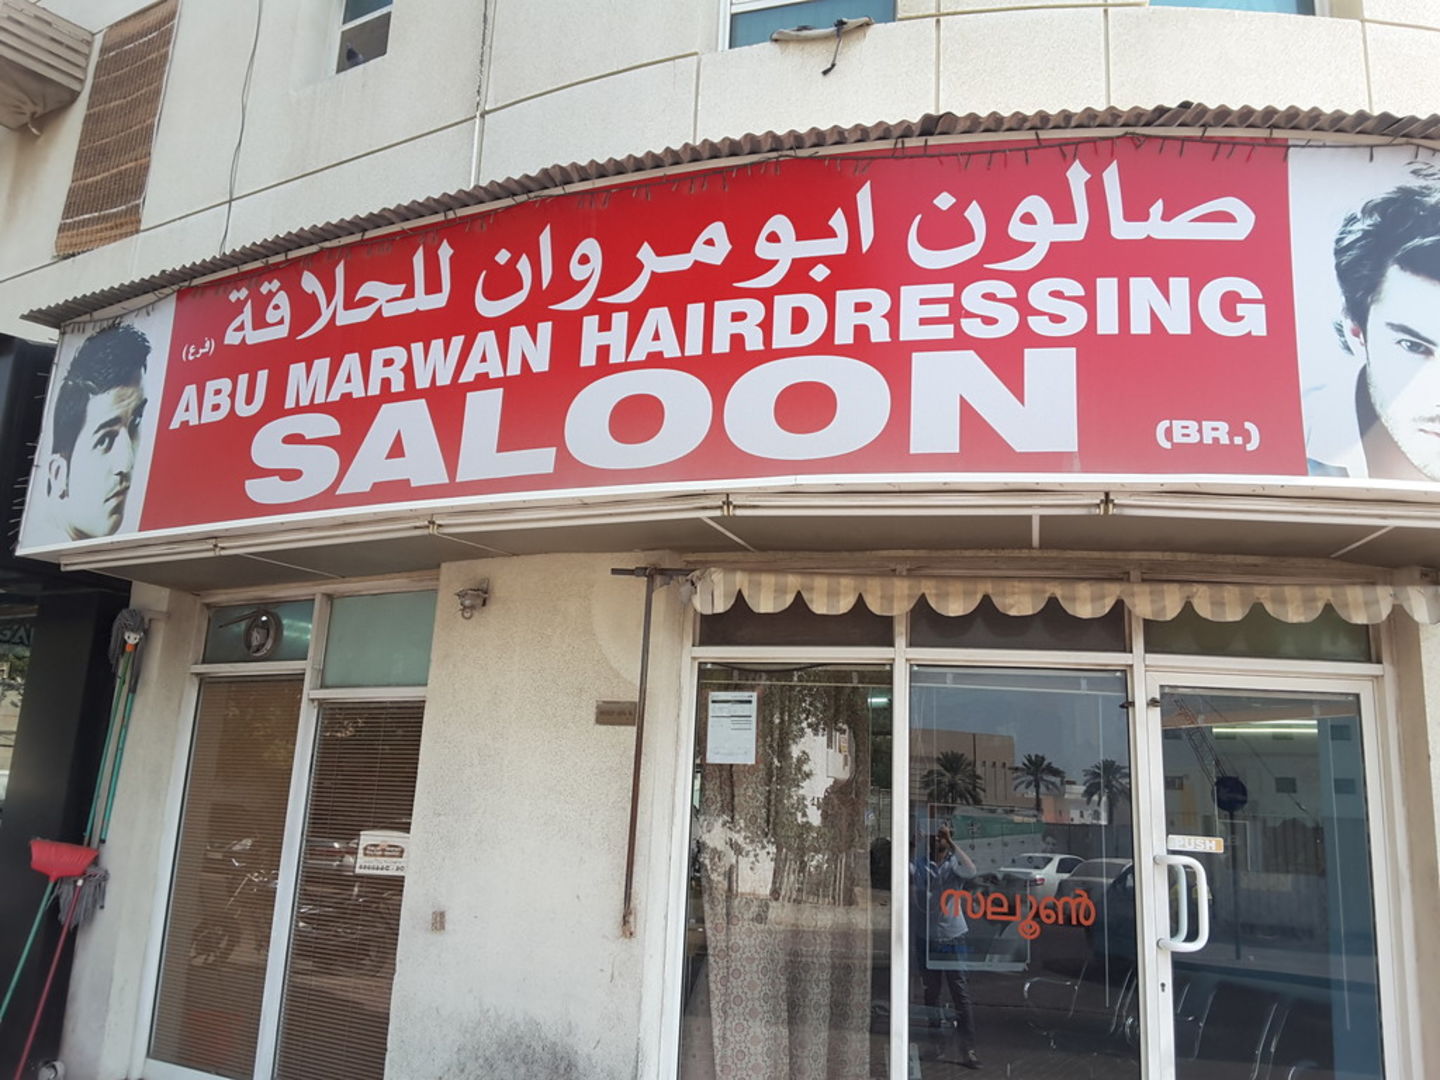 صالون ابو مروان للحلاقة (فرع)
ABU MARWAN HAIRDRESSING
SALOON (BR.)
സലൂൺ
PUSH